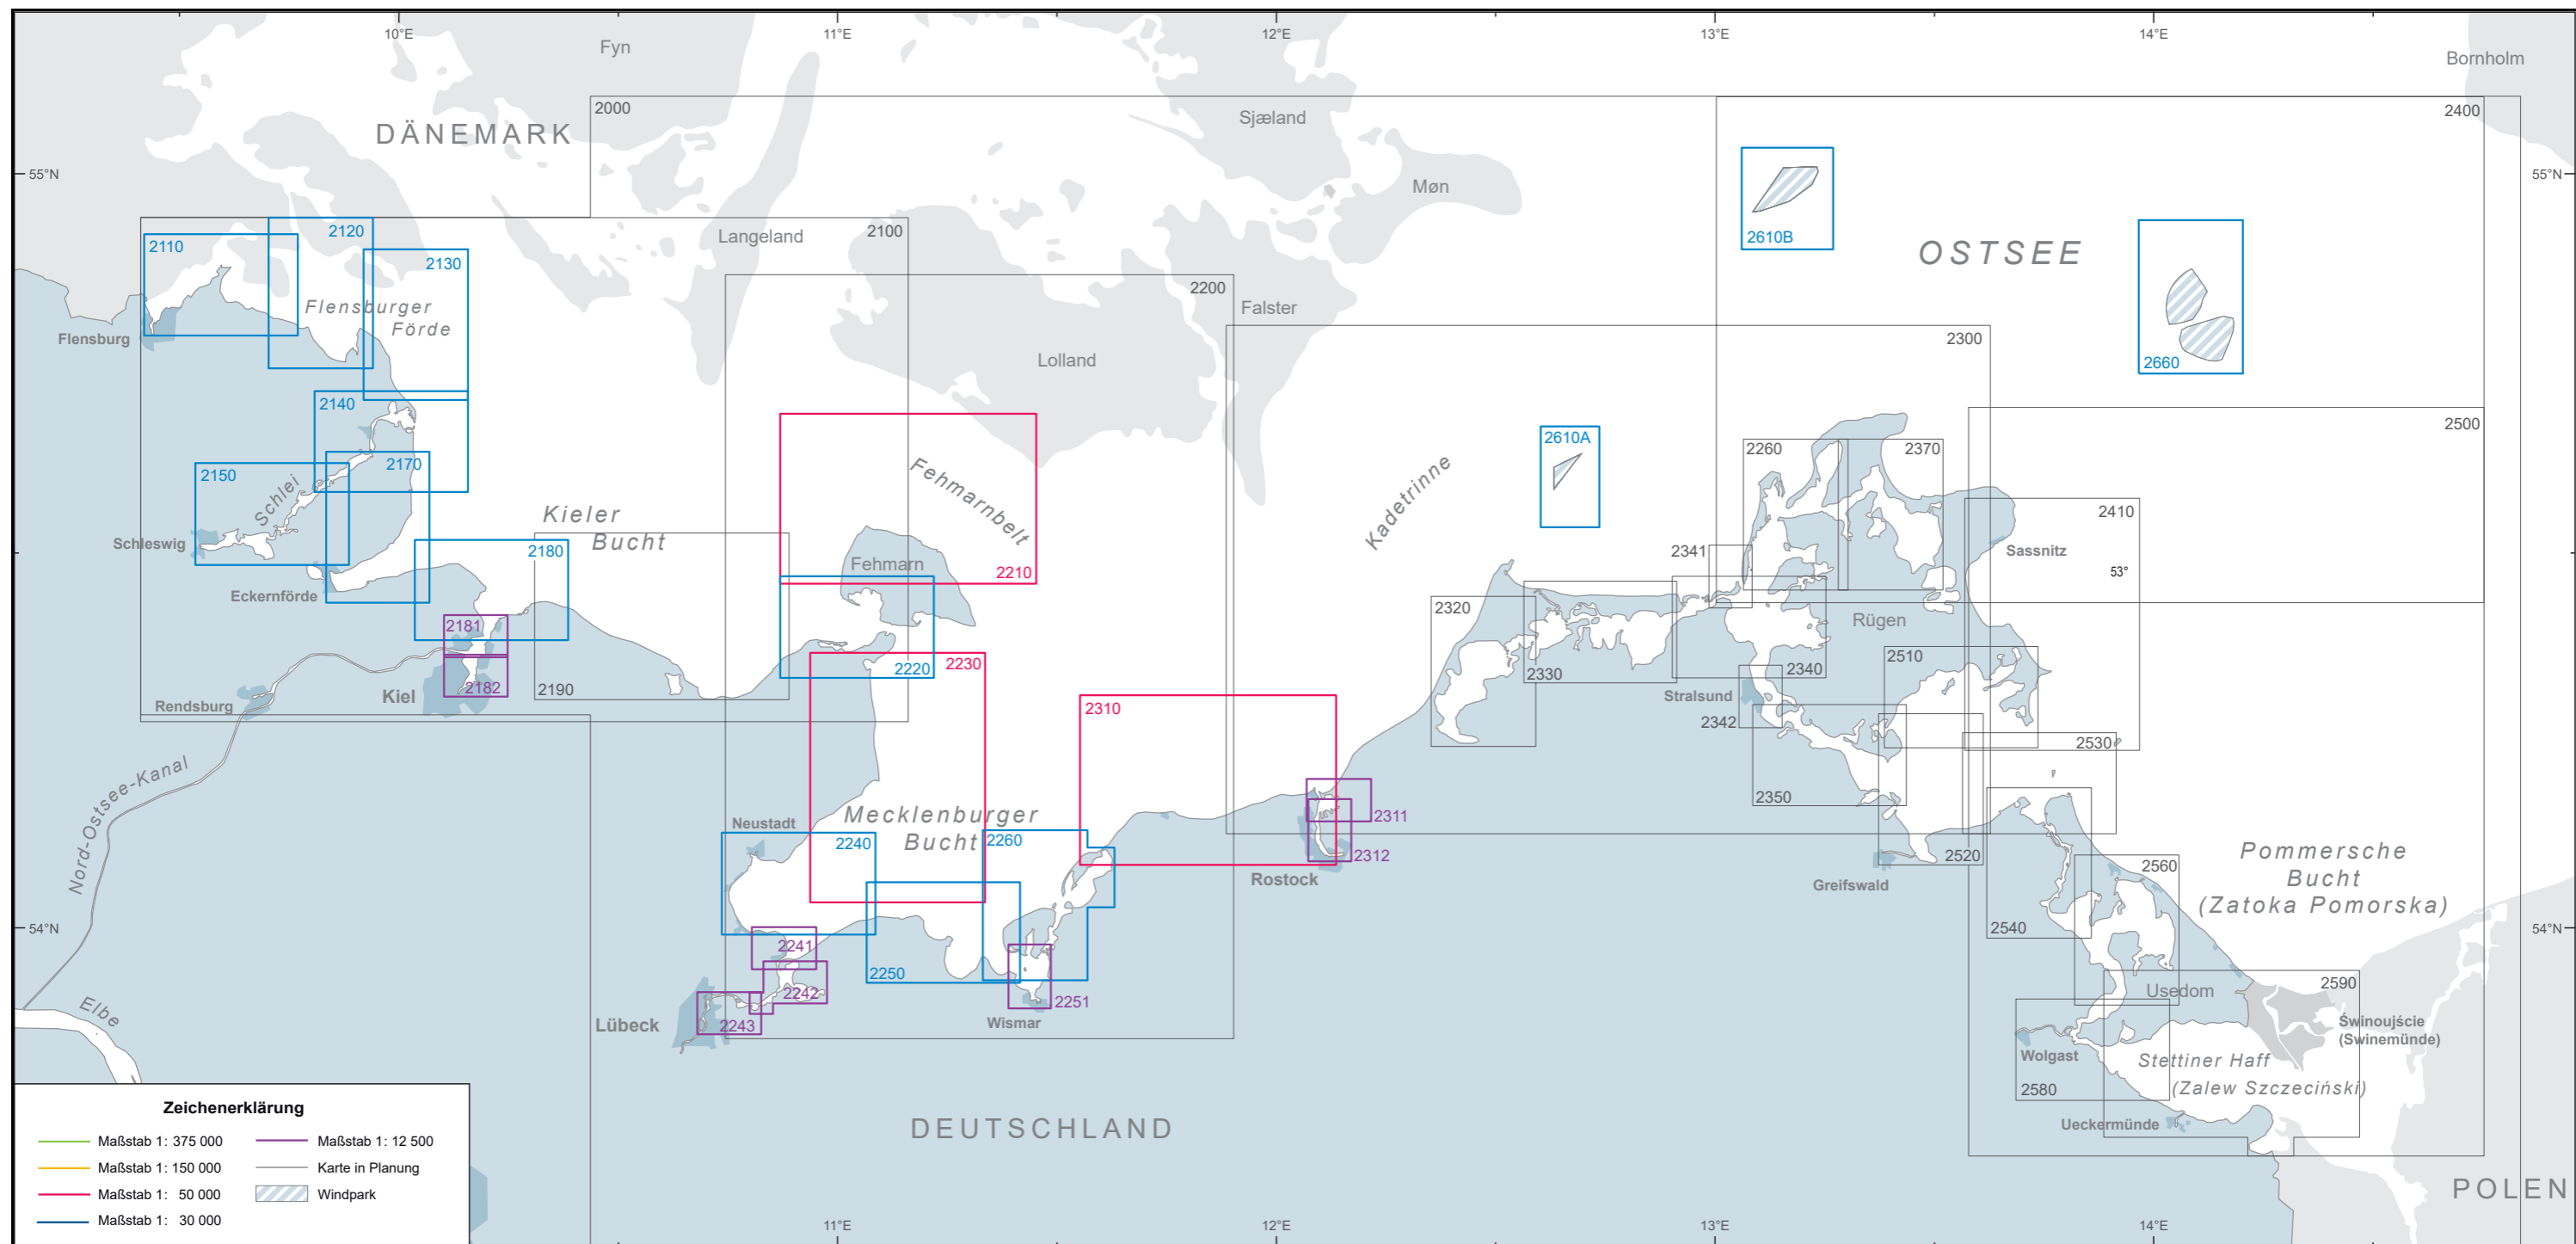 10°E
11°E
12°E
13°E
14°E
Fyn
Bornholm
2000
2400
DÄNEMARK
Sjæland
55°N
55°N
Møn
2610B
OSTSEE
2660
2110
2120
2130
Langeland
2100
2200
Flensburger
Förde
Falster
Flensburg
2300
Lolland
2140
2500
2150
2170
Schlei
2610A
2260
2370
Fehmarnbelt
Kadetrinne
Kieler
Bucht
2410
Schleswig
2180
2341
Sassnitz
Fehmarn
2210
53°
Eckernförde
2320
Rügen
2181
2510
2220
2230
2330
2340
2182
2190
Kiel
Stralsund
Rendsburg
2310
2342
2530
Nord-Ostsee-Kanal
2350
Mecklenburger
Bucht
Neustadt
2311
2240
2260
2312
2520
Pommersche
Bucht
(Zatoka Pomorska)
2560
Rostock
Greifswald
54°N
2540
54°N
2241
2250
2242
2251
Usedom
2590
Elbe
Lübeck
2243
Wismar
Świnoujście
(Swinemünde)
Wolgast
Stettiner Haff
(Zalew Szczeciński)
2580
Ueckermünde
DEUTSCHLAND
POLEN
Zeichenerklärung
Maßstab 1: 375 000
Maßstab 1: 150 000
Maßstab 1: 50 000
Maßstab 1: 30 000
Maßstab 1: 12 500
Karte in Planung
Windpark
11°E
12°E
13°E
14°E